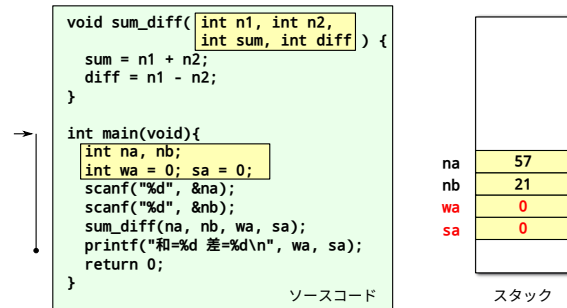 void sum_diff( int n1, int n2,
int sum, int diff ) {
sum = n1 + n2;
diff = n1 - n2;
}
int main(void){
int na, nb;
int wa = 0; sa = 0;
scanf("%d", &na);
scanf("%d", &nb);
sum_diff(na, nb, wa, sa);
printf("和=%d 差=%d\n", wa, sa);
return 0;
}
ソースコード
na 57
nb 21
wa 0
sa 0
スタック